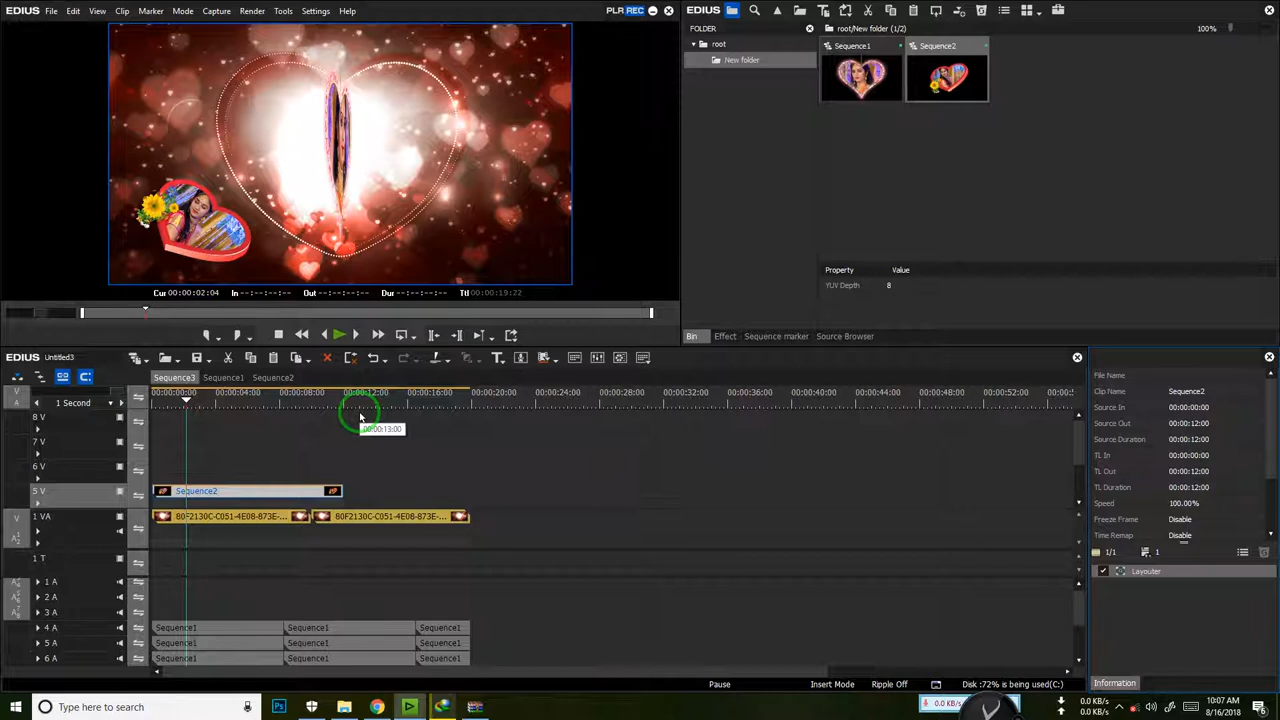 EDIUS File Edit View Clip Marker Mode Capture Render Tools Settings Help PLR REC
Cur 00:00:02:04 In --:--:--:-- Out --:--:--:-- Dur --:--:--:-- Ttl 00:00:19:22
FOLDER
root
New folder
root/New folder (1/2) 100%
Sequence1 Sequence2
Property Value
YUV Depth 8
Bin Effect Sequence marker Source Browser
EDIUS Untitled3
Sequence3 Sequence1 Sequence2
1 Second
00:00:00:00 00:00:04:00 00:00:08:00 00:00:12:00 00:00:16:00 00:00:20:00 00:00:24:00 00:00:28:00 00:00:32:00 00:00:36:00 00:00:40:00 00:00:44:00 00:00:48:00 00:00:52:00
00:00:13:00
8 V
7 V
6 V
5 V Sequence2
1 VA 80F2130C-C051-4E08-873E-... 80F2130C-C051-4E08-873E-...
1 T
1 A
2 A
3 A
4 A Sequence1 Sequence1 Sequence1
5 A Sequence1 Sequence1 Sequence1
6 A Sequence1 Sequence1 Sequence1
File Name
Clip Name Sequence2
Source In 00:00:00:00
Source Out 00:00:12:00
Source Duration 00:00:12:00
TL In 00:00:00:00
TL Out 00:00:12:00
TL Duration 00:00:12:00
Speed 100.00%
Freeze Frame Disable
Time Remap Disable
1/1 1
Layouter
Information
Pause Insert Mode Ripple Off Disk :72% is being used(C:)
Type here to search
0.0 KB/s
0.0 KB/s
0.0 KB/s
10:07 AM
8/16/2018